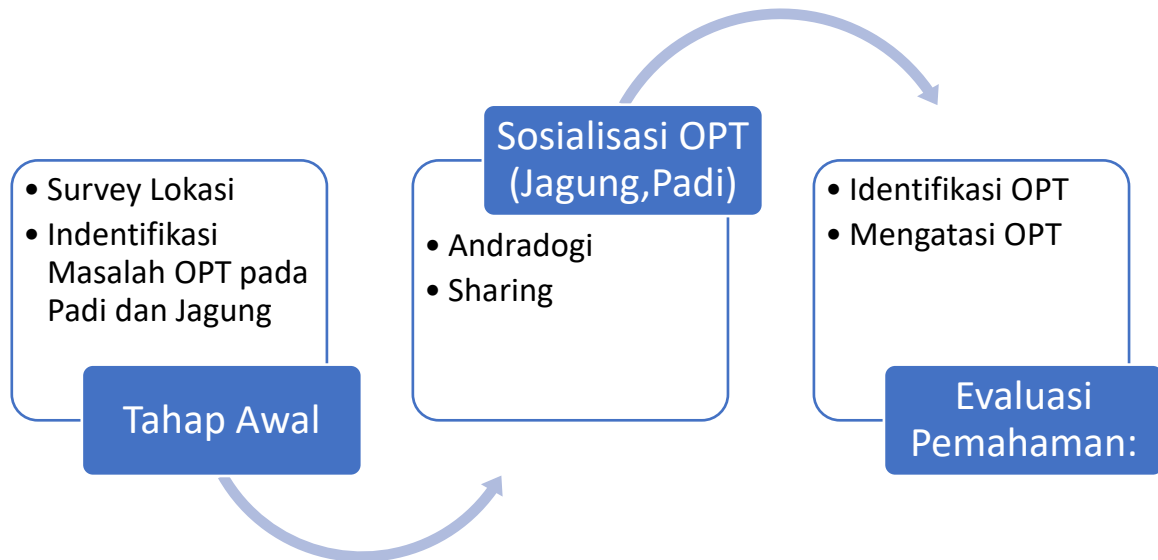 • Survey Lokasi
• Indentifikasi
Masalah OPT pada
Padi dan Jagung
Tahap Awal
Sosialisasi OPT
(Jagung,Padi)
• Andradogi
• Sharing
• Identifikasi OPT
• Mengatasi OPT
Evaluasi
Pemahaman: